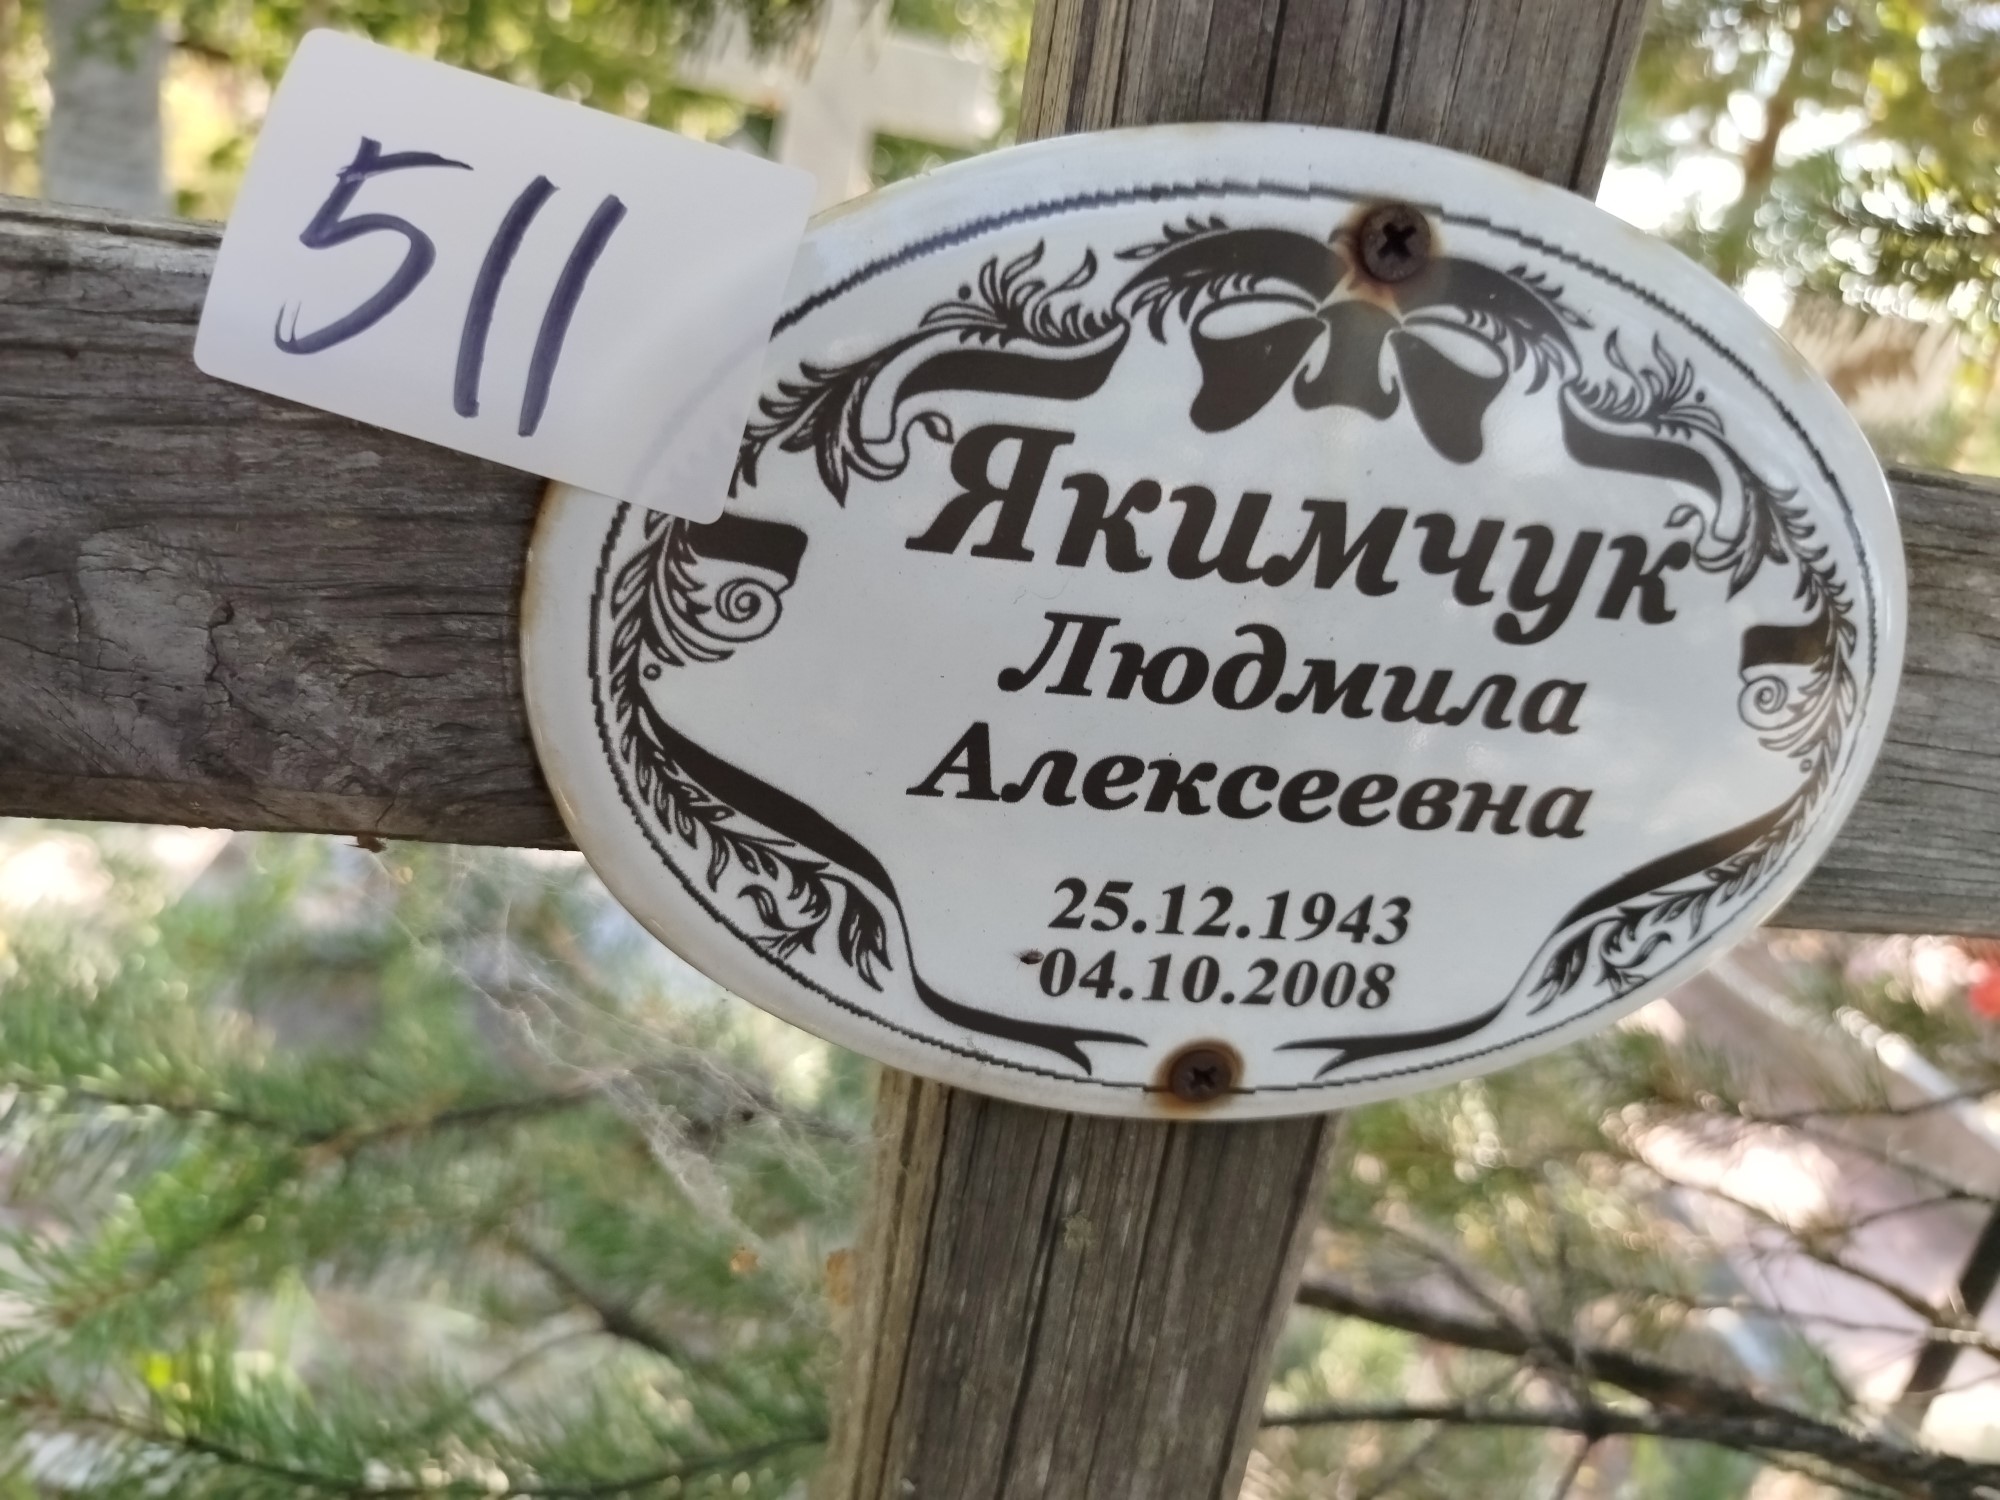 511
Якимчук
Людмила
Алексеевна
25.12.1943
04.10.2008